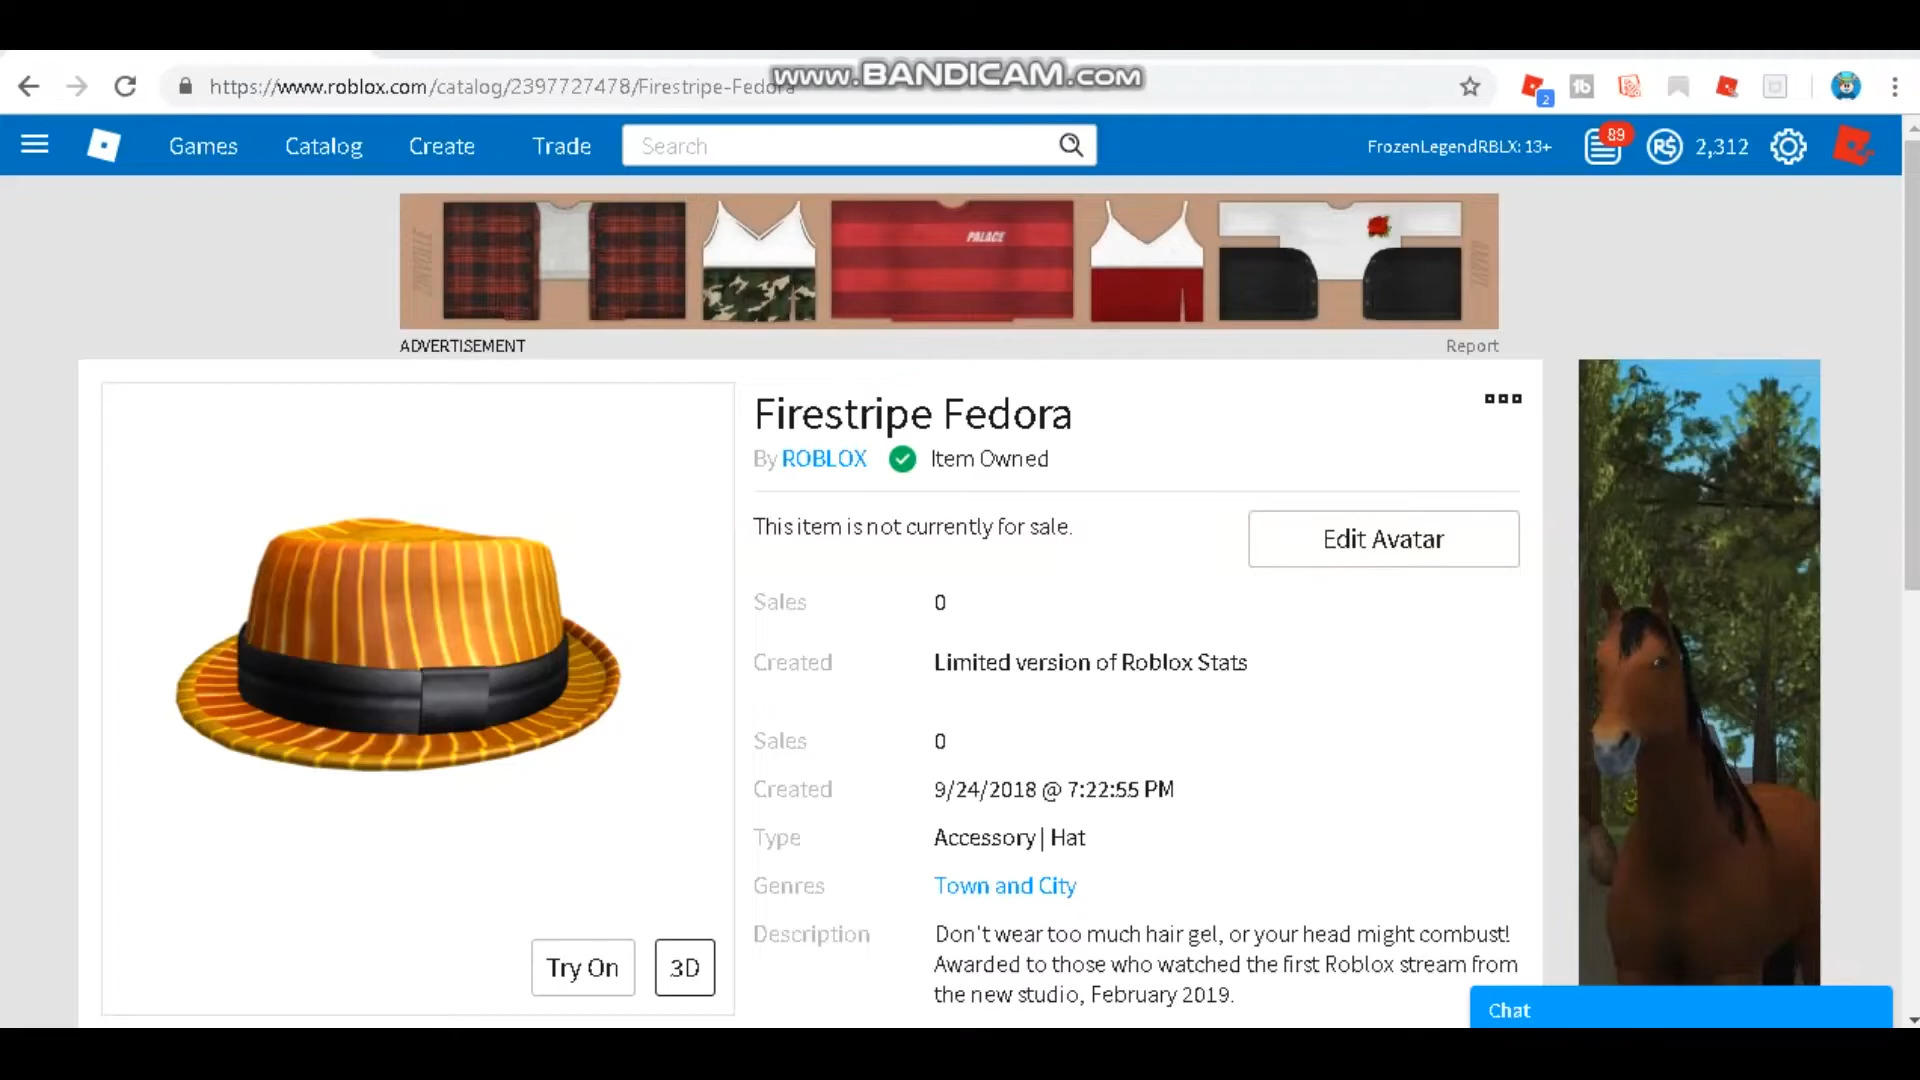 www.BANDICAM.com
https://www.roblox.com/catalog/2397727478/Firestripe-Fedora
Games Catalog Create Trade Search FrozenLegendRBLX: 13+ 89 R$ 2,312
2
PALACE
ADVERTISEMENT Report
Firestripe Fedora
By ROBLOX Item Owned
This item is not currently for sale. Edit Avatar
Sales 0
Created Limited version of Roblox Stats
Sales 0
Created 9/24/2018 @ 7:22:55 PM
Type Accessory | Hat
Genres Town and City
Description Don't wear too much hair gel, or your head might combust!
Awarded to those who watched the first Roblox stream from
the new studio, February 2019.
Try On 3D
Chat